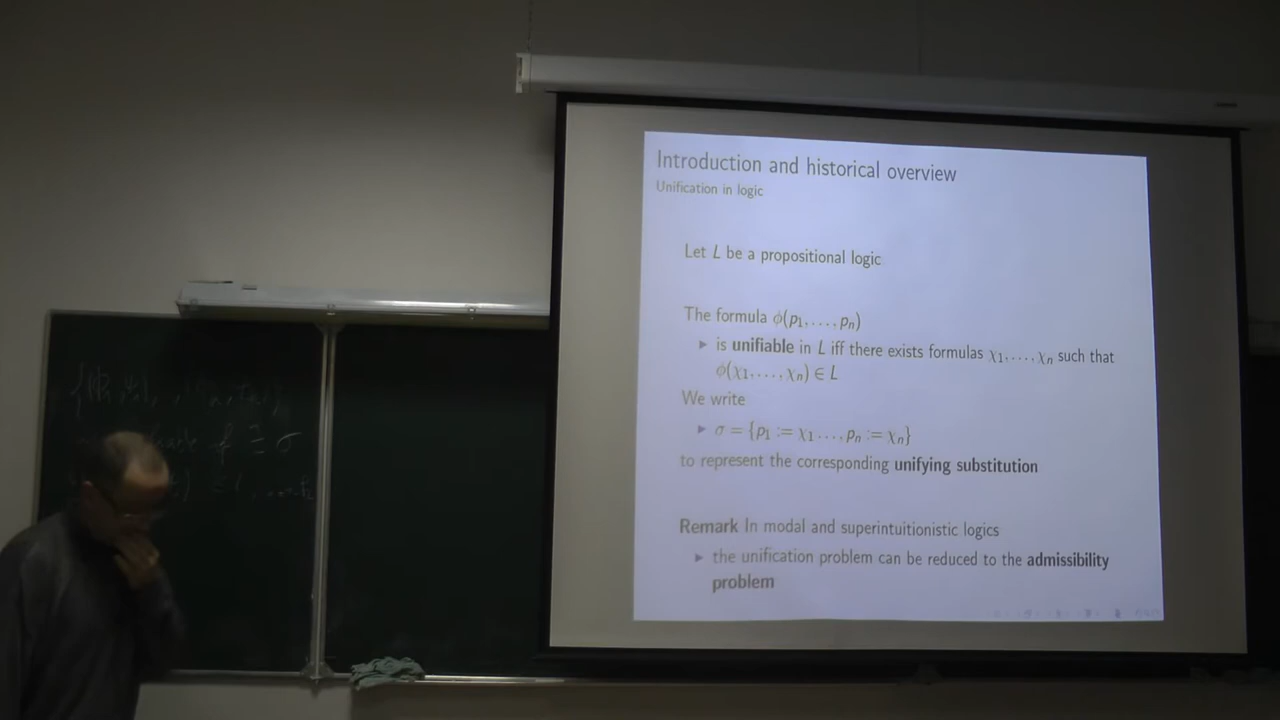 Introduction and historical overview
Unification in logic
Let L be a propositional logic
The formula ϕ(p₁, . . . , pₙ)
▸ is unifiable in L iff there exists formulas χ₁, . . . , χₙ such that
ϕ(χ₁, . . . , χₙ) ∈ L
We write
▸ σ = {p₁ := χ₁ . . . , pₙ := χₙ}
to represent the corresponding unifying substitution
Remark In modal and superintuitionistic logics
▸ the unification problem can be reduced to the admissibility
problem